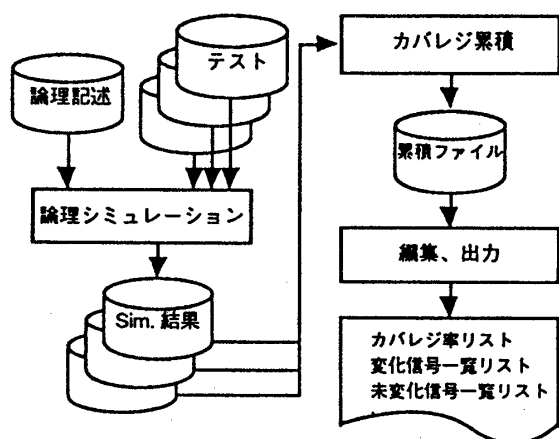 論理記述
テスト
論理シミュレーション
Sim. 結果
カバレジ累積
累積ファイル
編集、出力
カバレジ率リスト
変化信号一覧リスト
未変化信号一覧リスト